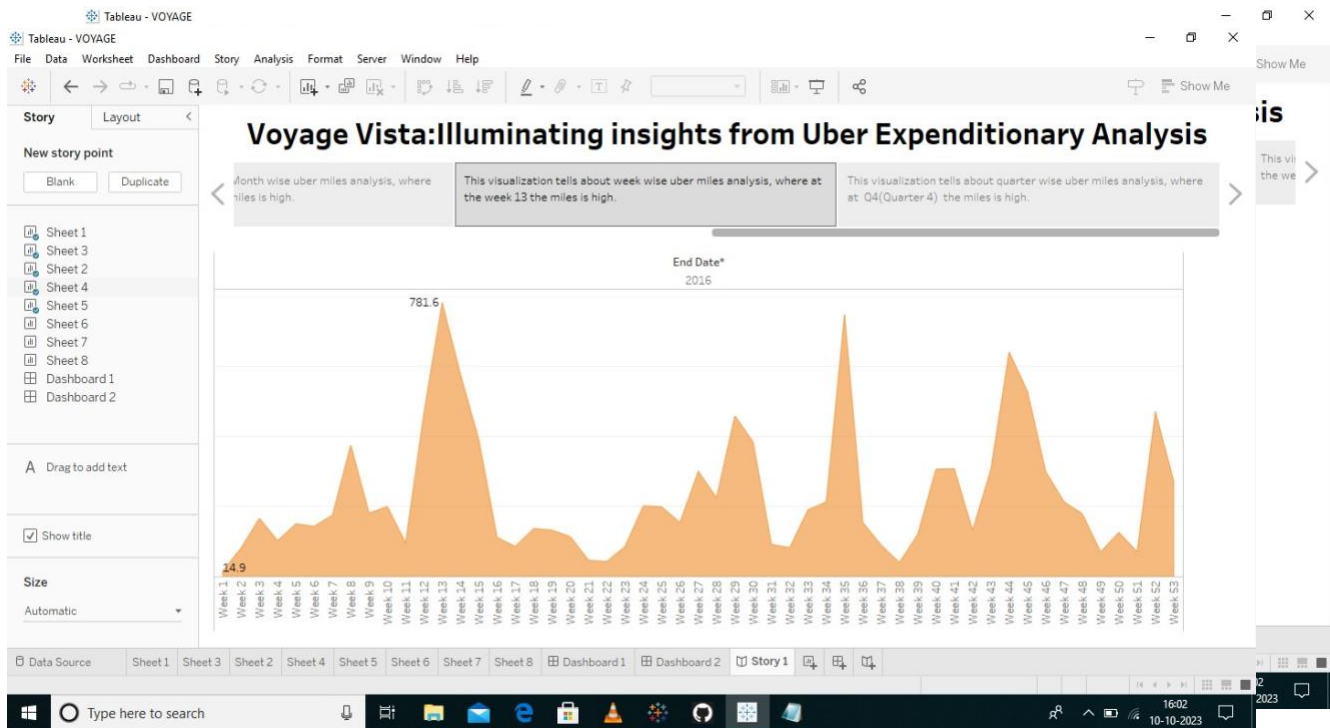 Tableau - VOYAGE
Tableau - VOYAGE
File Data Worksheet Dashboard Story Analysis Format Server Window Help
Show Me
Show Me
Story Layout
Voyage Vista:Illuminating insights from Uber Expenditionary Analysis
is
New story point
Blank Duplicate
Month wise uber miles analysis, where
miles is high.
This visualization tells about week wise uber miles analysis, where at
the week 13 the miles is high.
This visualization tells about quarter wise uber miles analysis, where
at Q4(Quarter 4) the miles is high.
This vi
the we
Sheet 1
Sheet 3
Sheet 2
Sheet 4
Sheet 5
Sheet 6
Sheet 7
Sheet 8
Dashboard 1
Dashboard 2
A Drag to add text
Show title
Size
Automatic
End Date*
2016
781.6
14.9
Week 1
Week 2
Week 3
Week 4
Week 5
Week 6
Week 7
Week 8
Week 9
Week 10
Week 11
Week 12
Week 13
Week 14
Week 15
Week 16
Week 17
Week 18
Week 19
Week 20
Week 21
Week 22
Week 23
Week 24
Week 25
Week 26
Week 27
Week 28
Week 29
Week 30
Week 31
Week 32
Week 33
Week 34
Week 35
Week 36
Week 37
Week 38
Week 39
Week 40
Week 41
Week 42
Week 43
Week 44
Week 45
Week 46
Week 47
Week 48
Week 49
Week 50
Week 51
Week 52
Week 53
Data Source Sheet 1 Sheet 3 Sheet 2 Sheet 4 Sheet 5 Sheet 6 Sheet 7 Sheet 8 Dashboard 1 Dashboard 2 Story 1
Type here to search
16:02
10-10-2023
02
2023